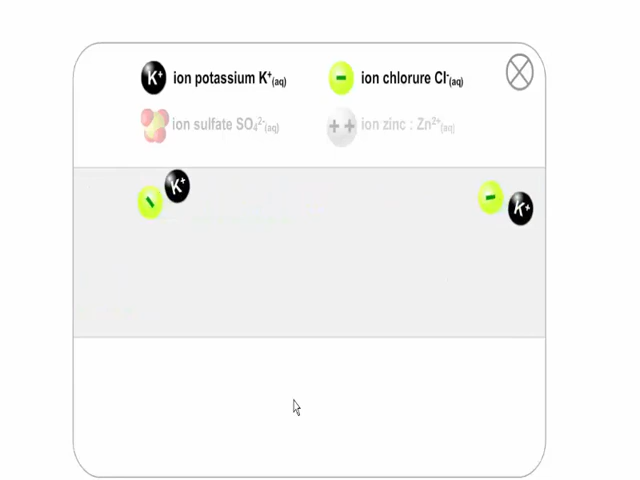 K⁺ ion potassium K⁺(aq) − ion chlorure Cl⁻(aq)
ion sulfate SO₄²⁻(aq) ++ ion zinc : Zn²⁺(aq)
− K⁺ − K⁺